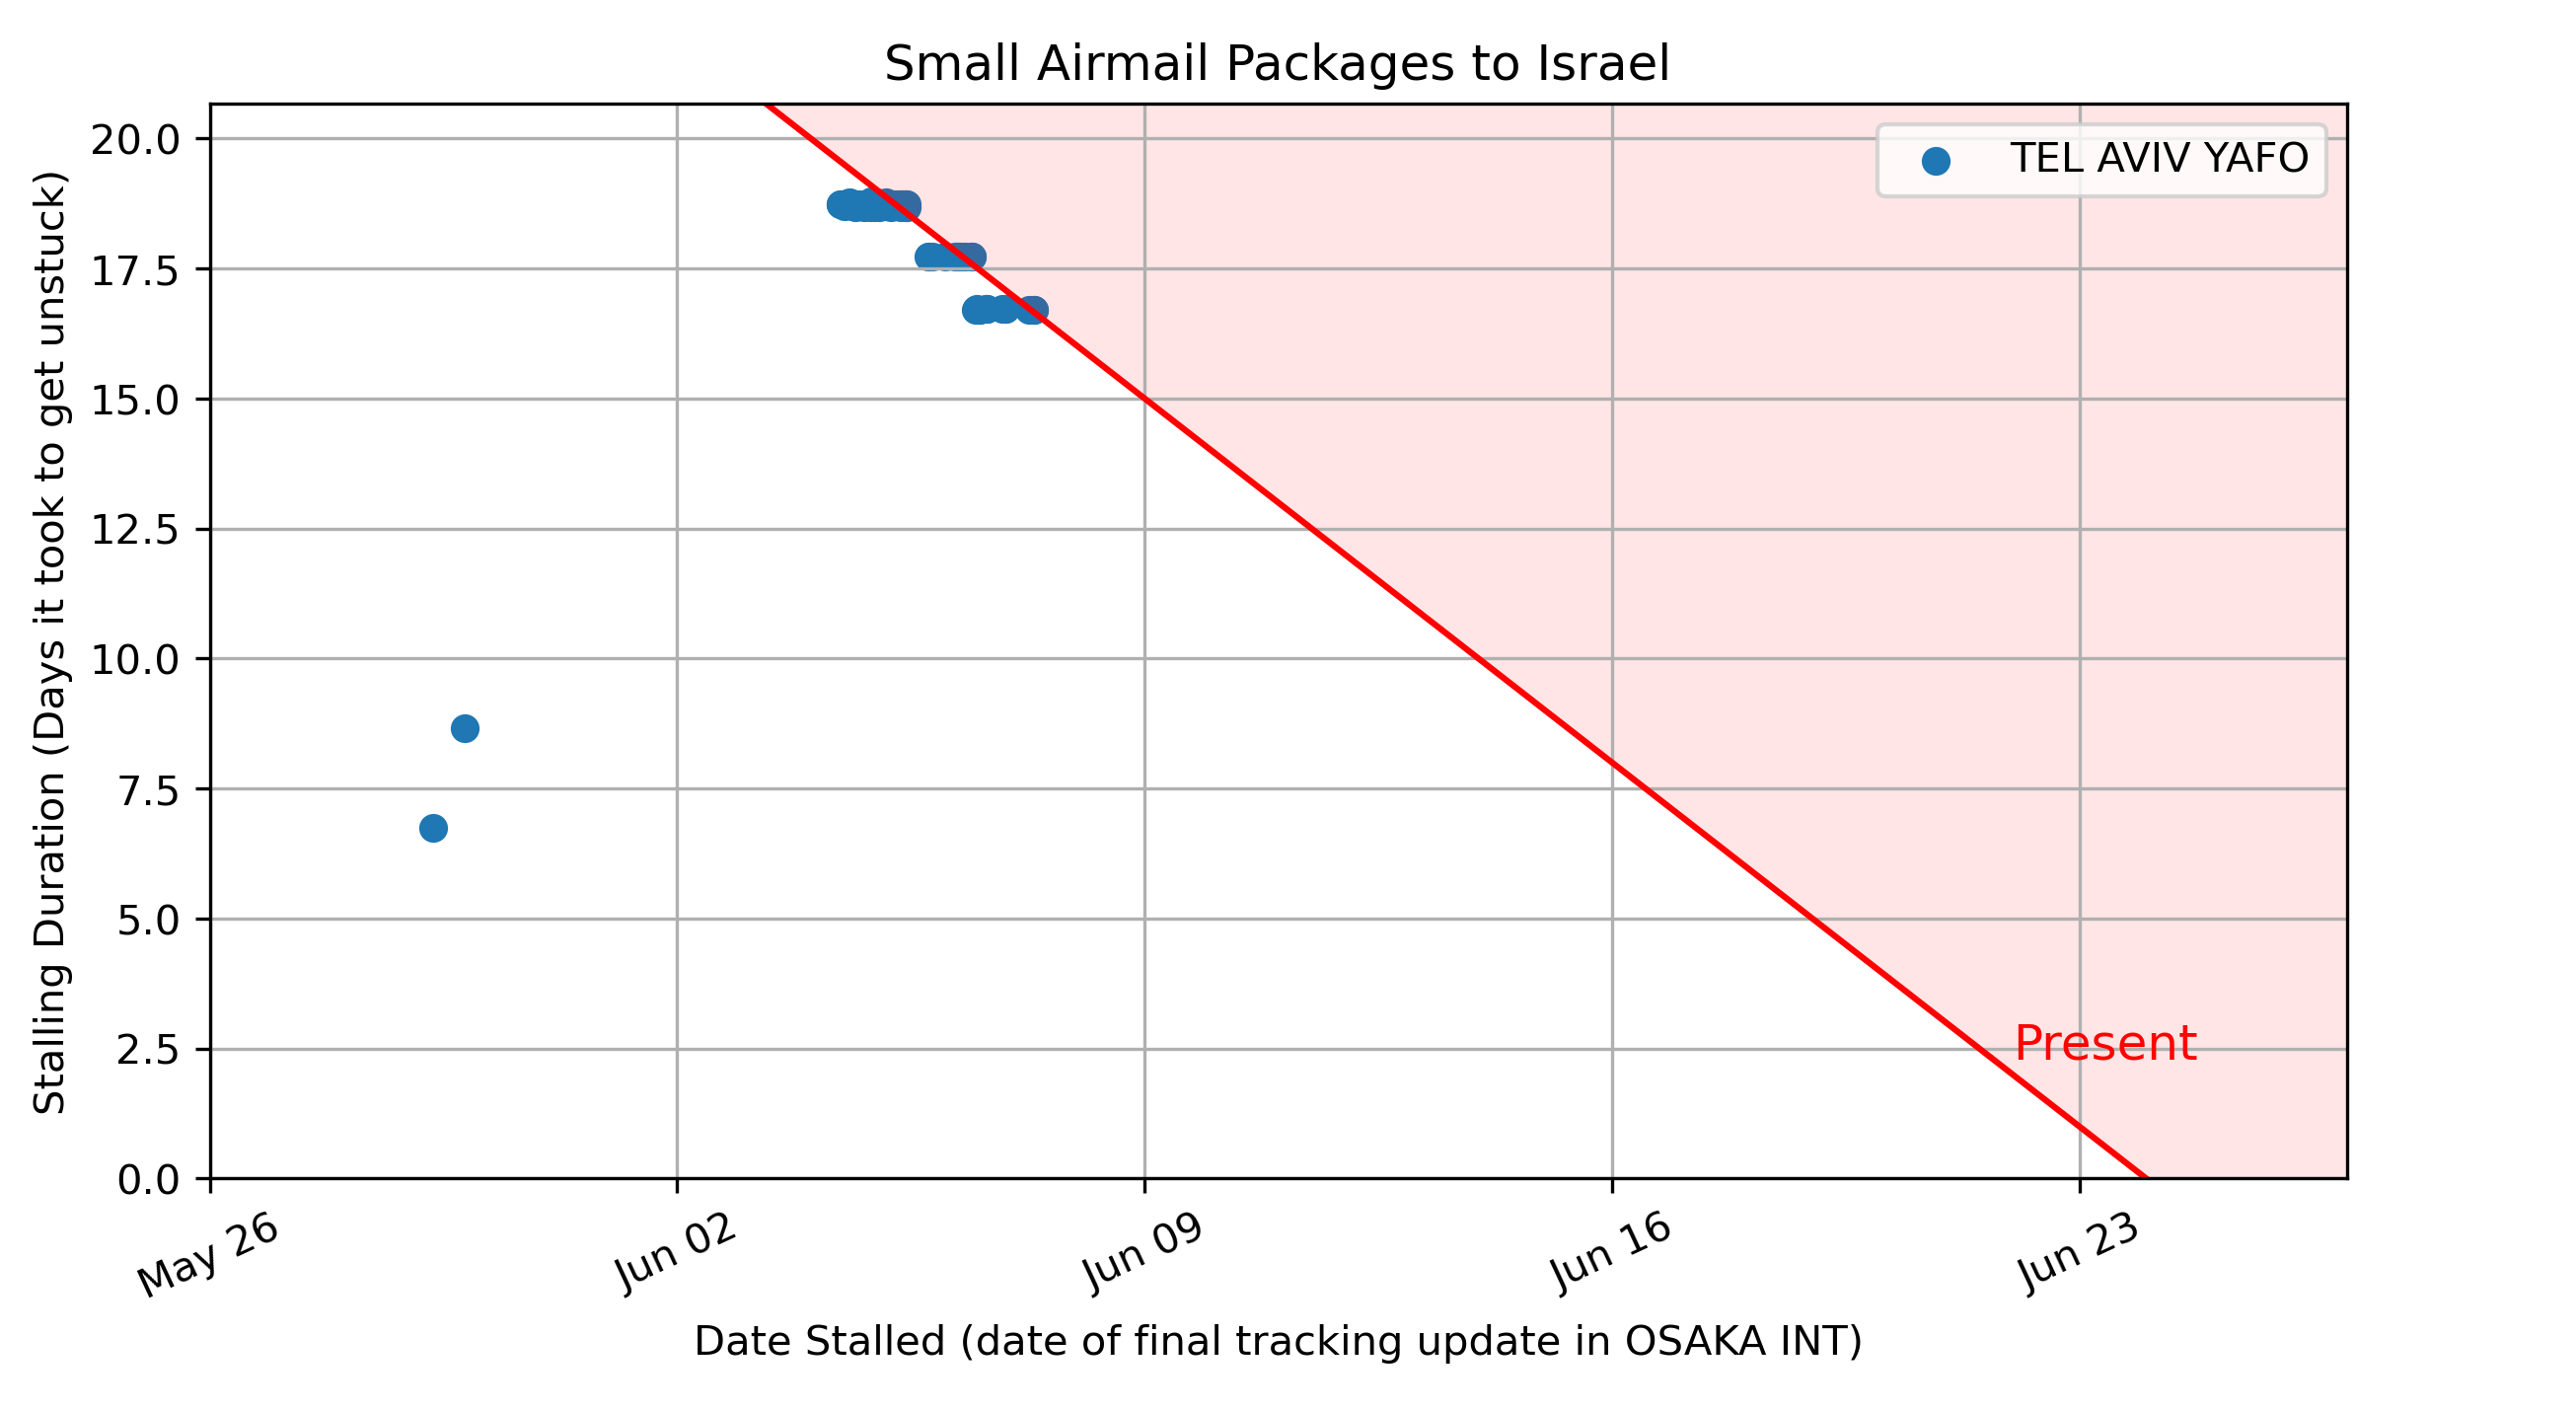 Small Airmail Packages to Israel
TEL AVIV YAFO
Stalling Duration (Days it took to get unstuck)
20.0
17.5
15.0
12.5
10.0
7.5
5.0
2.5
0.0
Present
May 26
Jun 02
Jun 09
Jun 16
Jun 23
Date Stalled (date of final tracking update in OSAKA INT)